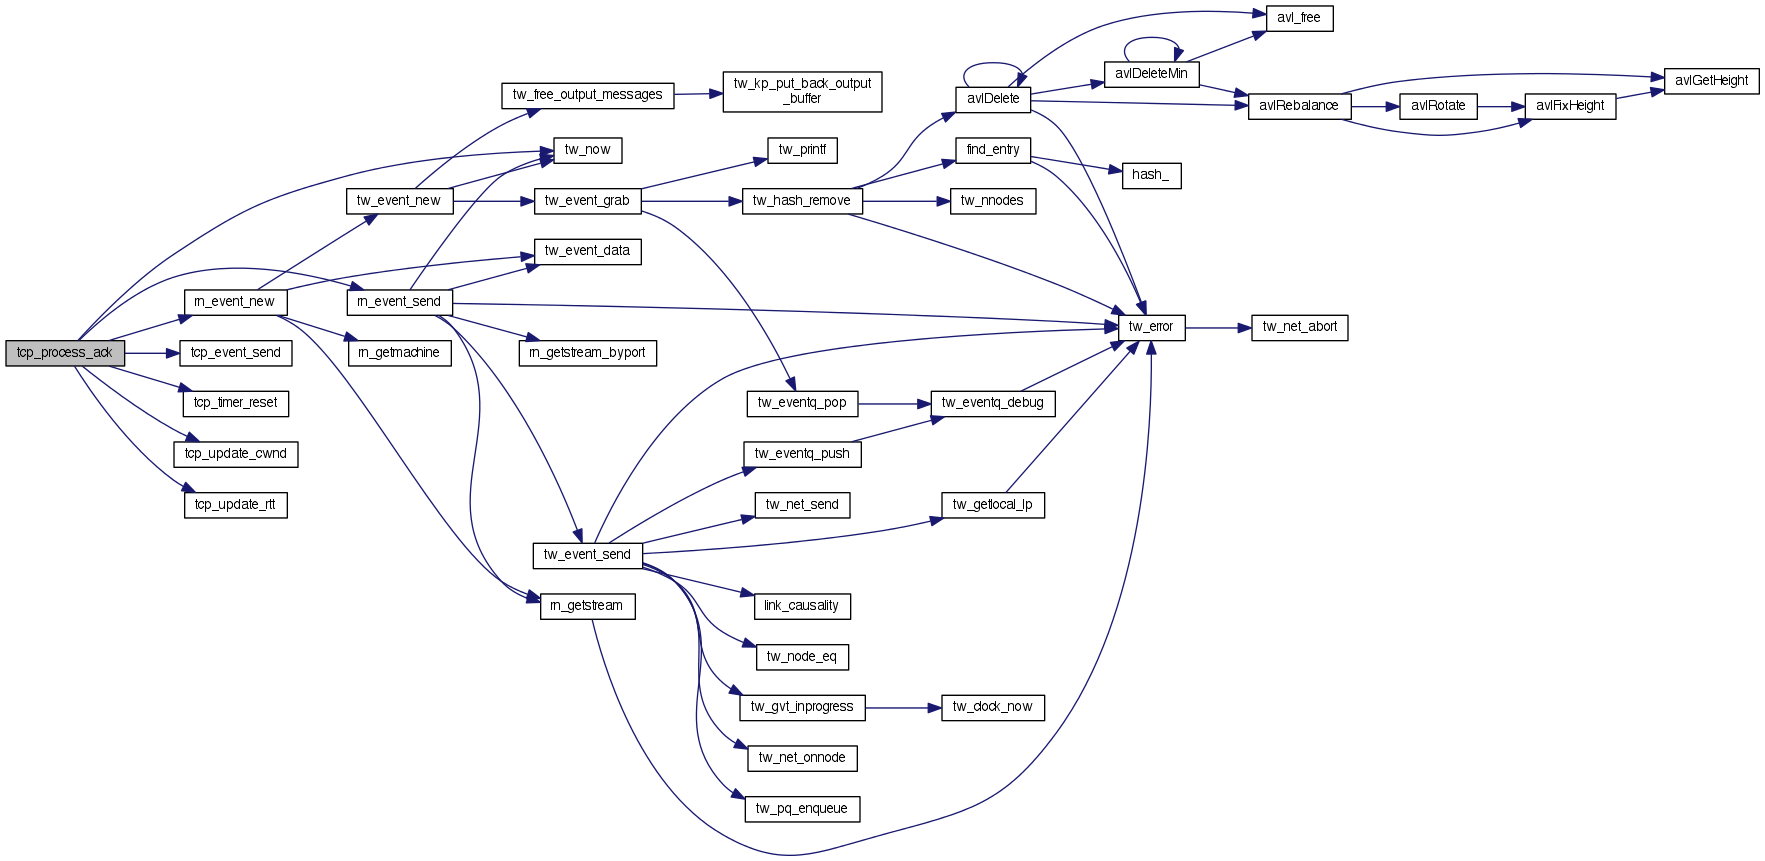 avl_free
avlDeleteMin
avlGetHeight
tw_kp_put_back_output
_buffer
tw_free_output_messages
avlDelete
avlRebalance
avlRotate
avlFixHeight
tw_now
tw_printf
find_entry
hash_
tw_event_new
tw_event_grab
tw_hash_remove
tw_nnodes
tw_event_data
rn_event_new
rn_event_send
tw_error
tw_net_abort
tcp_process_ack
tcp_event_send
rn_getmachine
rn_getstream_byport
tcp_timer_reset
tw_eventq_pop
tw_eventq_debug
tcp_update_cwnd
tw_eventq_push
tcp_update_rtt
tw_net_send
tw_getlocal_lp
tw_event_send
rn_getstream
link_causality
tw_node_eq
tw_gvt_inprogress
tw_clock_now
tw_net_onnode
tw_pq_enqueue